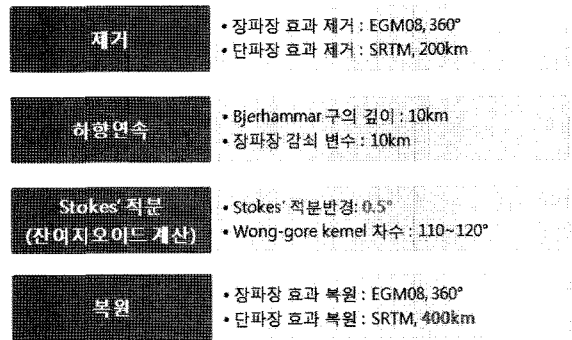 제거
• 장파장 효과 제거 : EGM08, 360°
• 단파장 효과 제거 : SRTM, 200km
하향연속
• Bjerhammar 구의 깊이 : 10km
• 장파장 감쇠 변수 : 10km
Stokes' 적분
(잔여지오이드 계산)
• Stokes' 적분반경: 0.5°
• Wong-gore kernel 차수 : 110~120°
복원
• 장파장 효과 복원 : EGM08, 360°
• 단파장 효과 복원 : SRTM, 400km